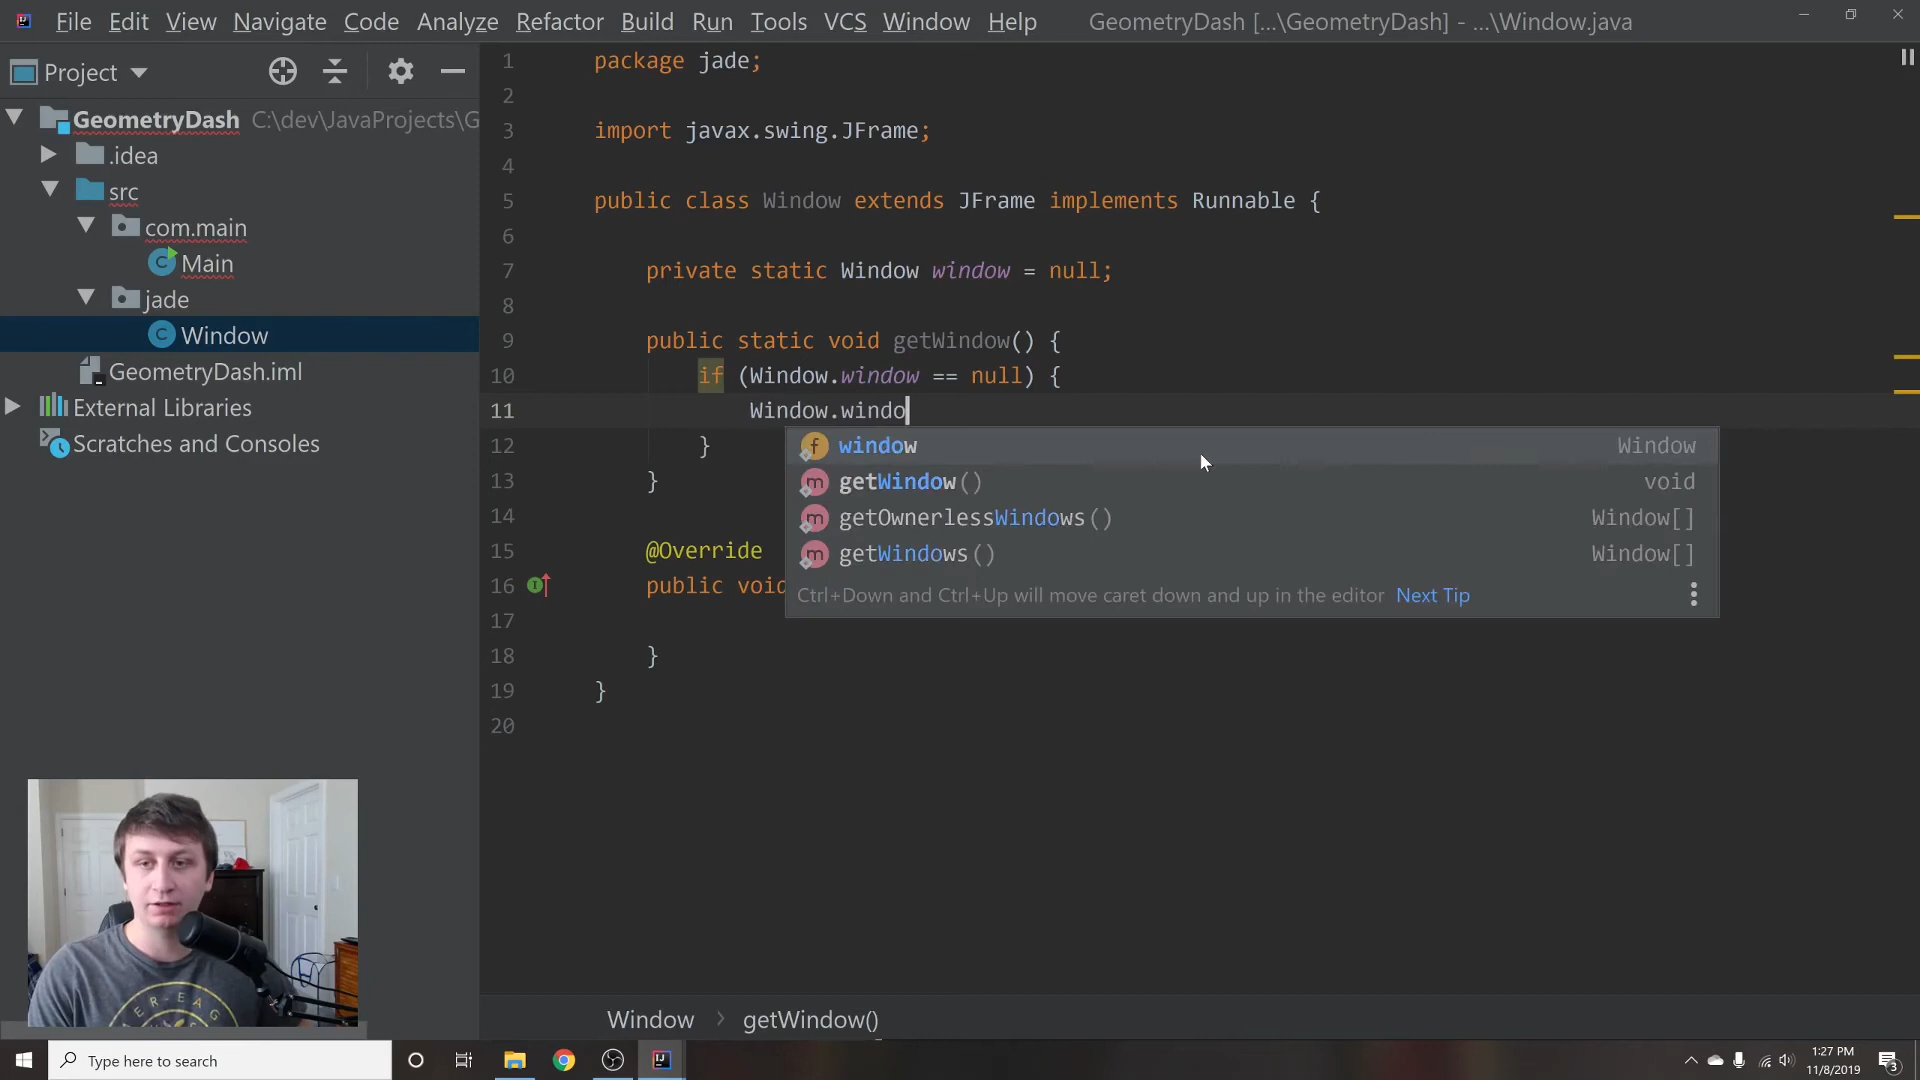 File Edit View Navigate Code Analyze Refactor Build Run Tools VCS Window Help GeometryDash [...\GeometryDash] - ...\Window.java
Project
GeometryDash C:\dev\JavaProjects\G
.idea
src
com.main
Main
jade
Window
GeometryDash.iml
External Libraries
Scratches and Consoles
1 package jade;
2
3 import javax.swing.JFrame;
4
5 public class Window extends JFrame implements Runnable {
6
7 private static Window window = null;
8
9 public static void getWindow() {
10 if (Window.window == null) {
11 Window.windo
12 }
13 }
14
15 @Override
16 public void
17
18 }
19 }
20
window Window
getWindow() void
getOwnerlessWindows() Window[]
getWindows() Window[]
Ctrl+Down and Ctrl+Up will move caret down and up in the editor Next Tip
Window > getWindow()
Type here to search
1:27 PM
11/8/2019
3